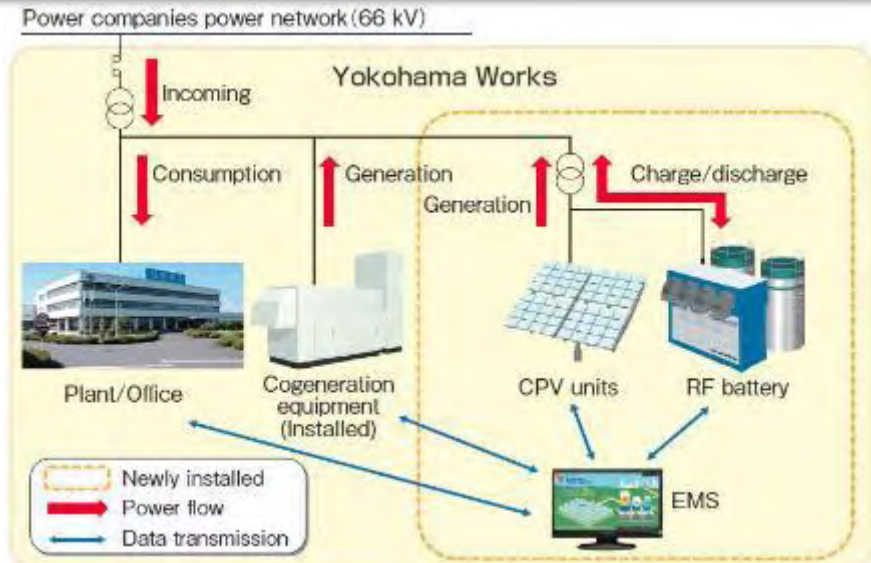 Power companies power network (66 kV)
Yokohama Works
Incoming
Consumption
Generation
Generation
Charge/discharge
Plant/Office
Cogeneration
equipment
(Installed)
CPV units
RF battery
EMS
Newly installed
Power flow
Data transmission